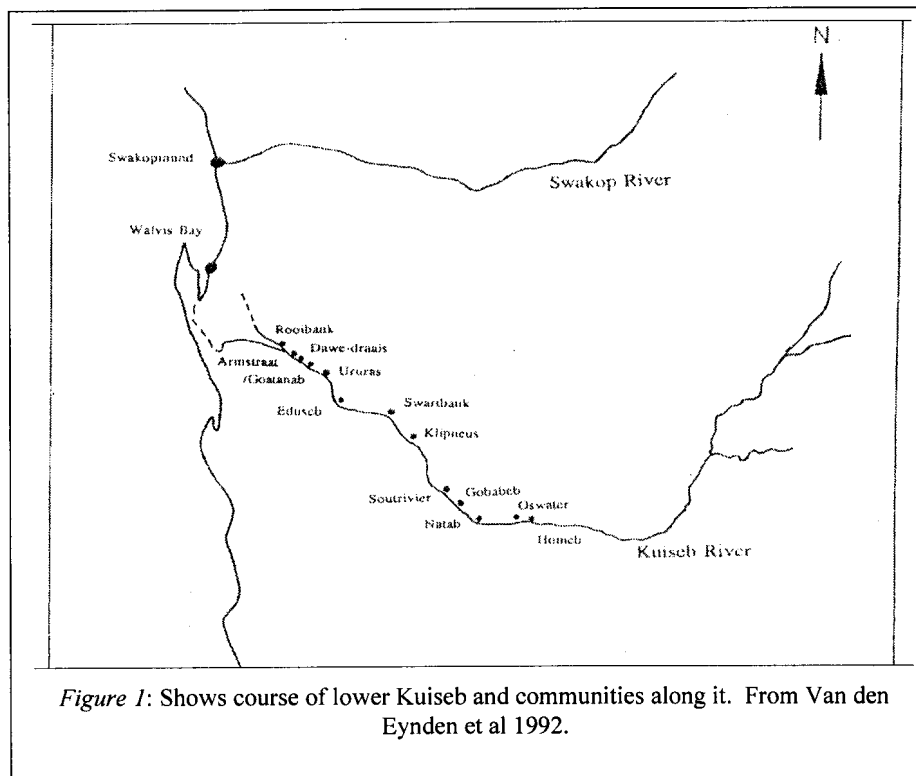 N
Swakopmund
Swakop River
Walvis Bay
Rooibank
Dawe-draais
Armstraat
/Goatanab
Ururas
Eduseb
Swartbank
Klipneus
Soutrivier
Gobabeb
Natab
Oswater
Homeb
Kuiseb River
Figure 1: Shows course of lower Kuiseb and communities along it. From Van den
Eynden et al 1992.